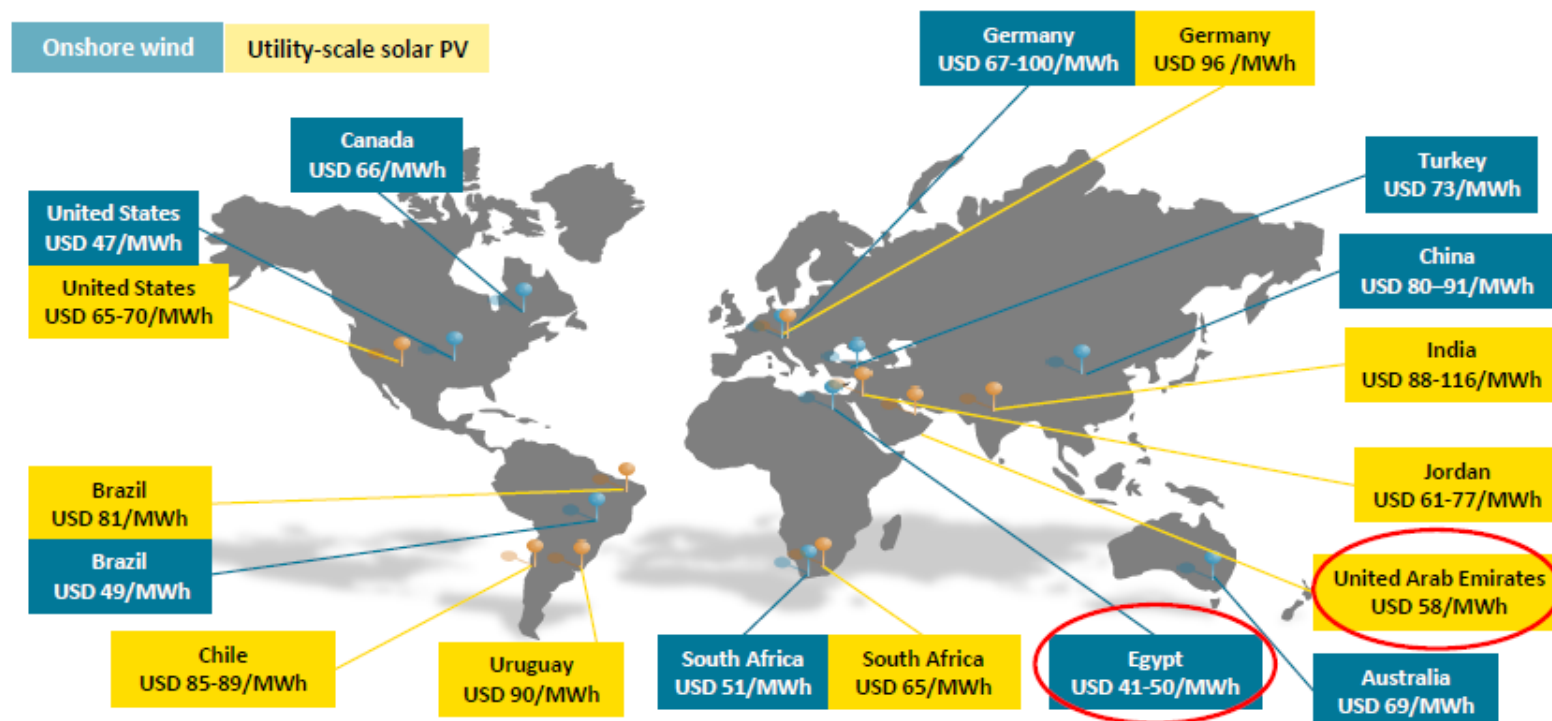 Onshore wind
Utility-scale solar PV
Germany
USD 67-100/MWh
Germany
USD 96 /MWh
Canada
USD 66/MWh
Turkey
USD 73/MWh
United States
USD 47/MWh
China
USD 80–91/MWh
United States
USD 65-70/MWh
India
USD 88-116/MWh
Brazil
USD 81/MWh
Jordan
USD 61-77/MWh
Brazil
USD 49/MWh
United Arab Emirates
USD 58/MWh
Chile
USD 85-89/MWh
Uruguay
USD 90/MWh
South Africa
USD 51/MWh
South Africa
USD 65/MWh
Egypt
USD 41-50/MWh
Australia
USD 69/MWh